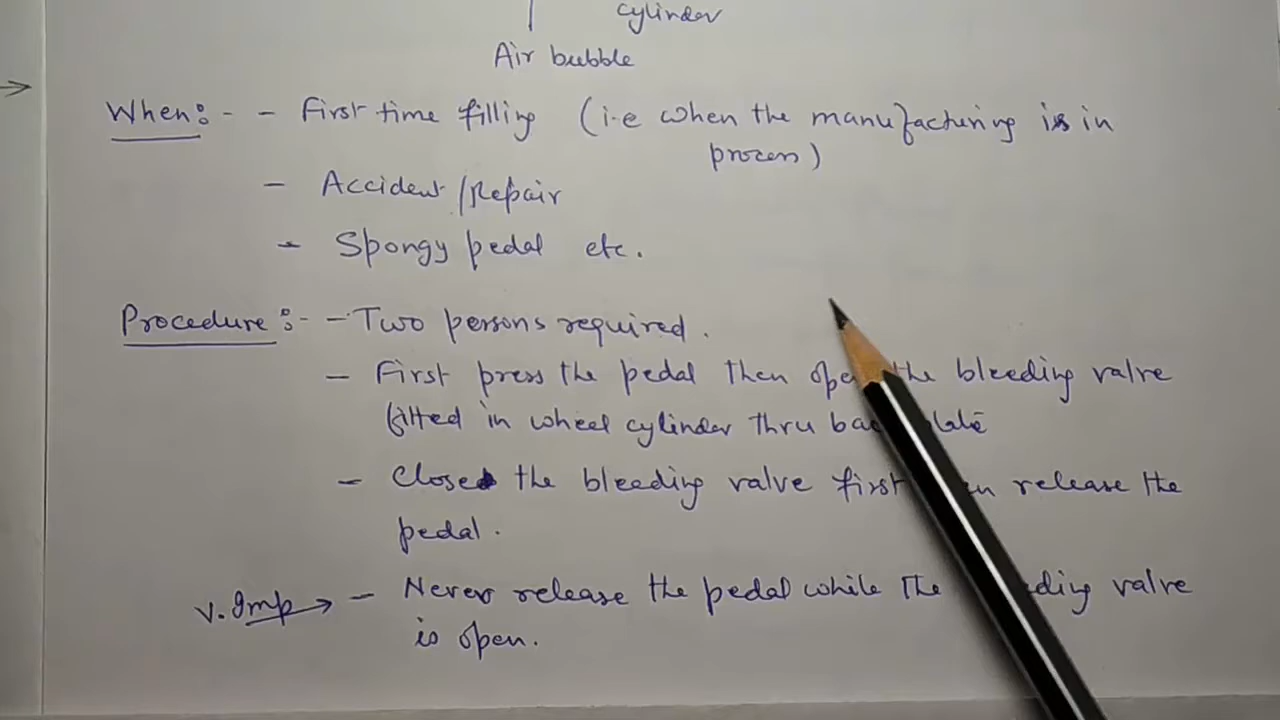 cylinder
Air bubble
When:- - First time filling (i.e when the manufacturing is in
process)
- Accident/Repair
- Spongy pedal etc.
Procedure:- - Two persons required.
- First press the pedal then open the bleeding valve
fitted in wheel cylinder thru back plate
- Close the bleeding valve first then release the
pedal.
v. Imp → - Never release the pedal while the bleeding valve
is open.